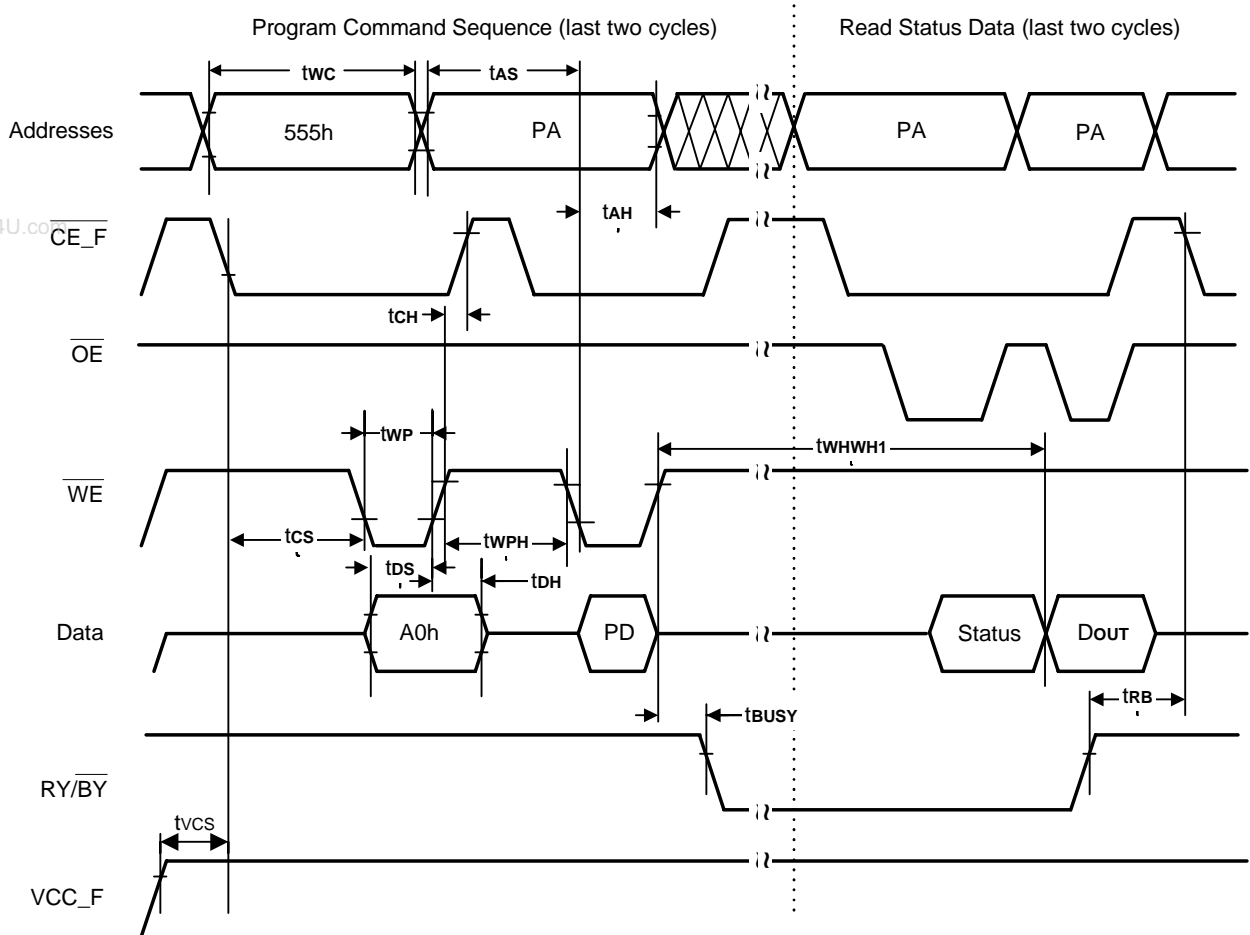 Program Command Sequence (last two cycles)
Read Status Data (last two cycles)
tWC
tAS
Addresses
555h
PA
PA
PA
tAH
4U.com
CE_F
tCH
OE
tWP
tWHWH1
WE
tCS
tWPH
tDS
tDH
Data
A0h
PD
Status
DOUT
tRB
tBUSY
RY/BY
tVCS
VCC_F